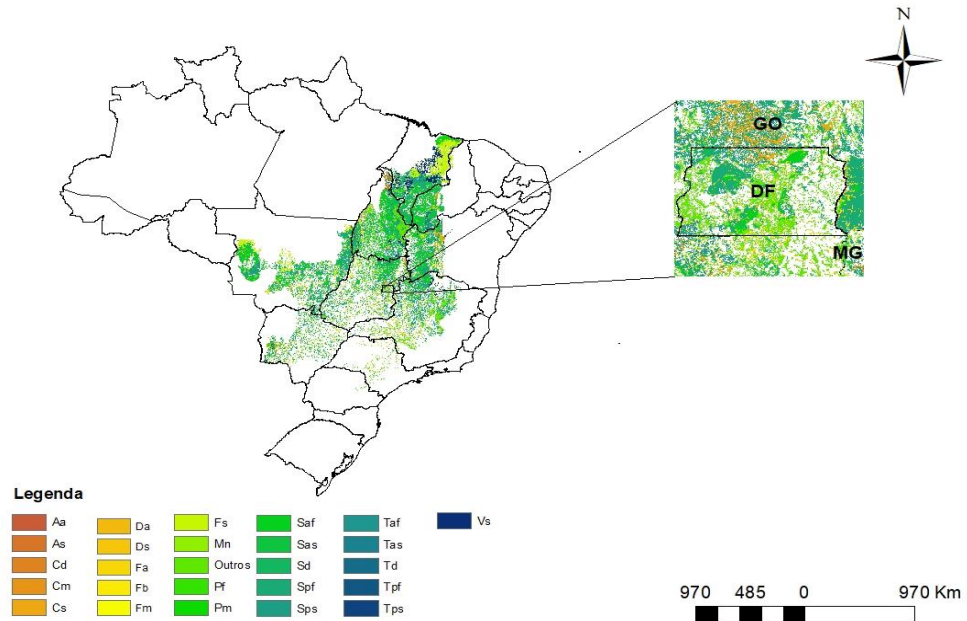 N
GO
DF
MG
Legenda
Aa
As
Cd
Cm
Cs
Da
Ds
Fa
Fb
Fm
Fs
Mn
Outros
Pf
Pm
Saf
Sas
Sd
Spf
Sps
Taf
Tas
Td
Tpf
Tps
Vs
970 485 0 970 Km